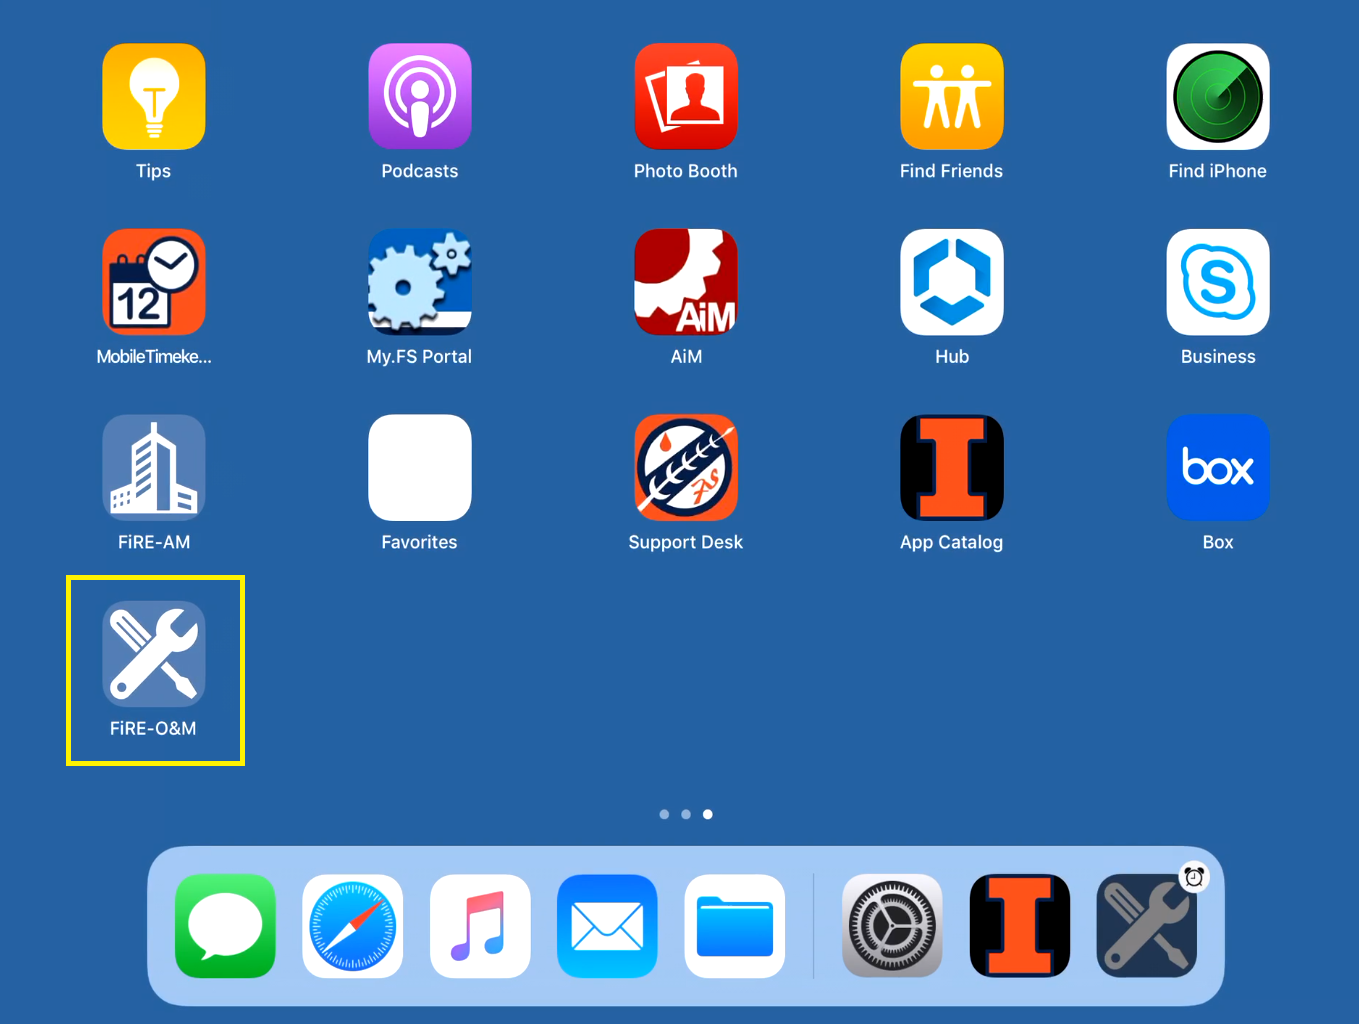 Tips
Podcasts
Photo Booth
Find Friends
Find iPhone
12
AiM
S
MobileTimeke...
My.FS Portal
AiM
Hub
Business
FS
I
box
FiRE-AM
Favorites
Support Desk
App Catalog
Box
FiRE-O&M
I